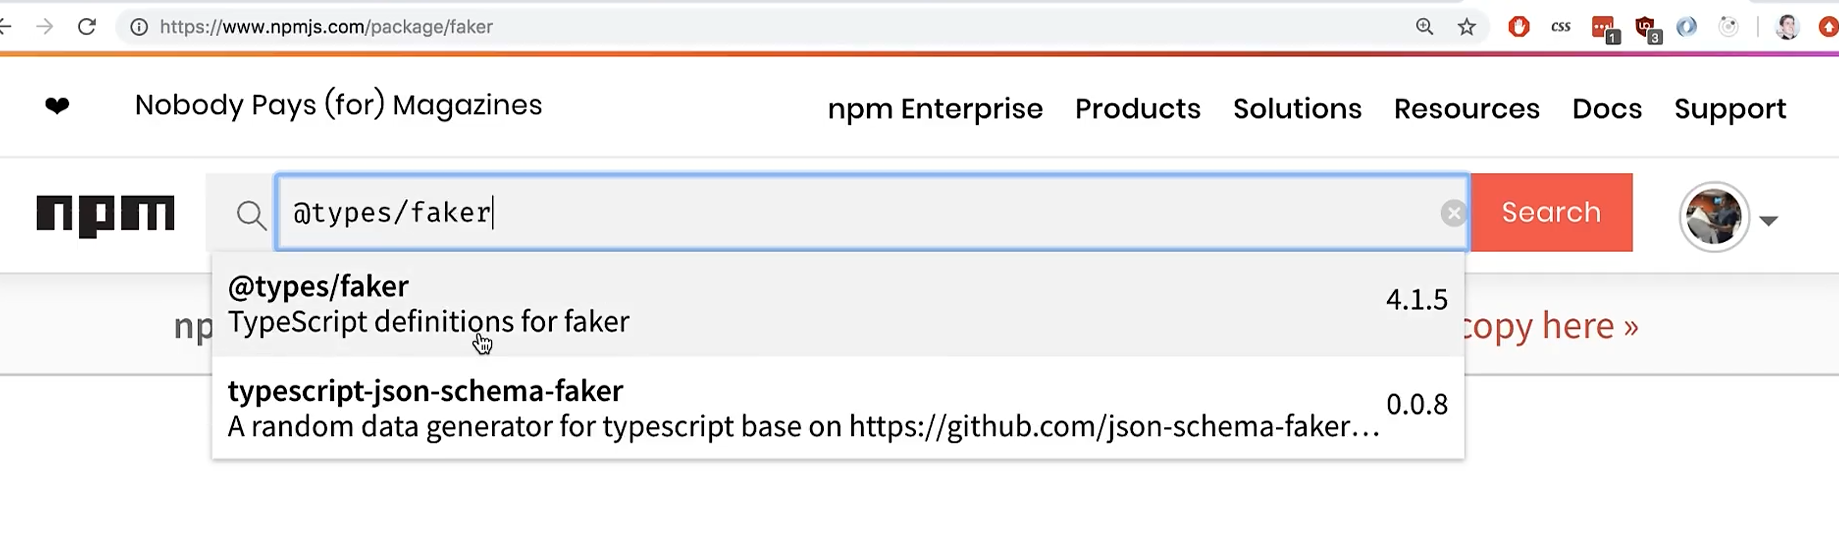 https://www.npmjs.com/package/faker
css
1
3
Nobody Pays (for) Magazines
npm Enterprise Products Solutions Resources Docs Support
npm
@types/faker
Search
@types/faker
4.1.5
TypeScript definitions for faker
np
copy here »
typescript-json-schema-faker
0.0.8
A random data generator for typescript base on https://github.com/json-schema-faker…